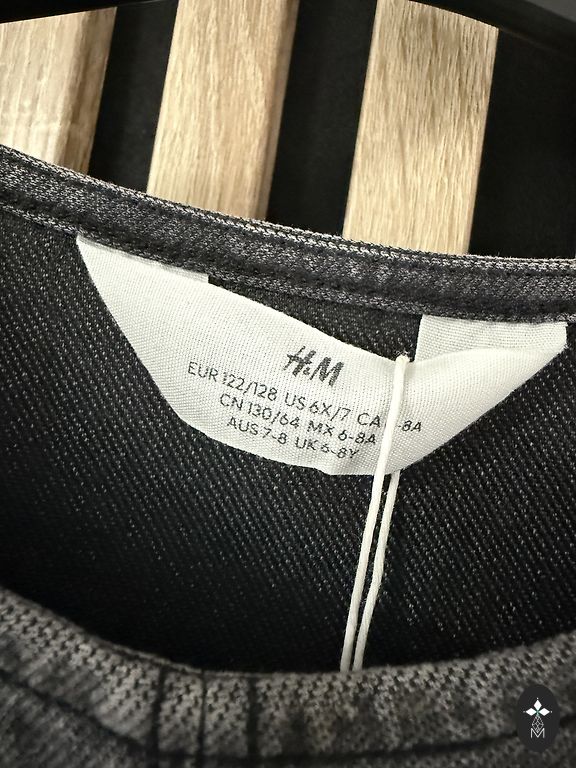 H&M
EUR 122/128 US 6X/7 CA -8A
CN 130/64 MX 6-8A
AUS 7-8 UK 6-8Y
M